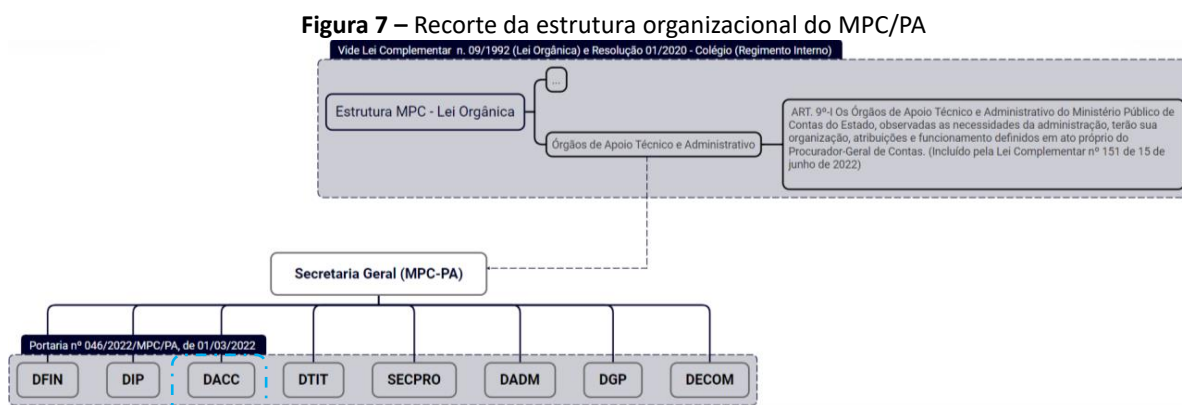 Figura 7 – Recorte da estrutura organizacional do MPC/PA
Vide Lei Complementar n. 09/1992 (Lei Orgânica) e Resolução 01/2020 - Colégio (Regimento Interno)
...
Estrutura MPC - Lei Orgânica
Órgãos de Apoio Técnico e Administrativo
ART. 9º-I Os Órgãos de Apoio Técnico e Administrativo do Ministério Público de
Contas do Estado, observadas as necessidades da administração, terão sua
organização, atribuições e funcionamento definidos em ato próprio do
Procurador-Geral de Contas. (Incluído pela Lei Complementar nº 151 de 15 de
junho de 2022)
Secretaria Geral (MPC-PA)
Portaria nº 046/2022/MPC/PA, de 01/03/2022
DFIN
DIP
DACC
DTIT
SECPRO
DADM
DGP
DECOM